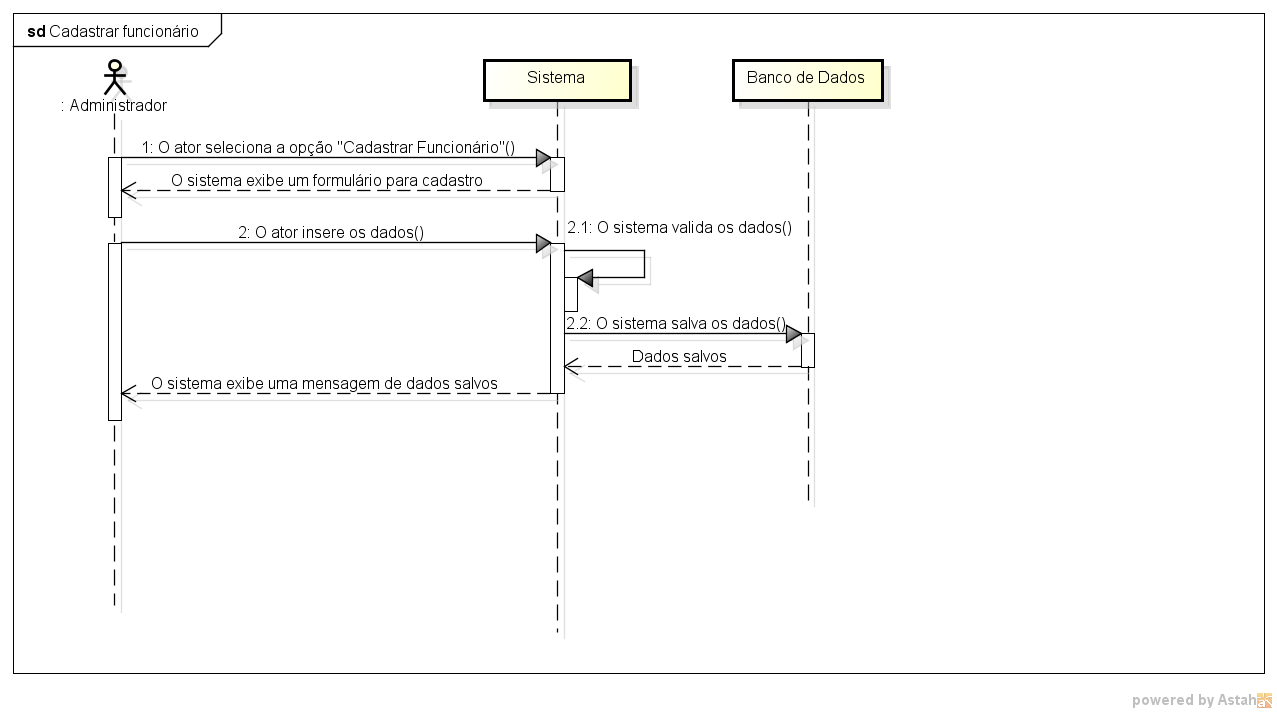 sd Cadastrar funcionário
: Administrador
Sistema
Banco de Dados
1: O ator seleciona a opção "Cadastrar Funcionário"()
O sistema exibe um formulário para cadastro
2: O ator insere os dados()
2.1: O sistema valida os dados()
2.2: O sistema salva os dados()
Dados salvos
O sistema exibe uma mensagem de dados salvos
powered by Astah